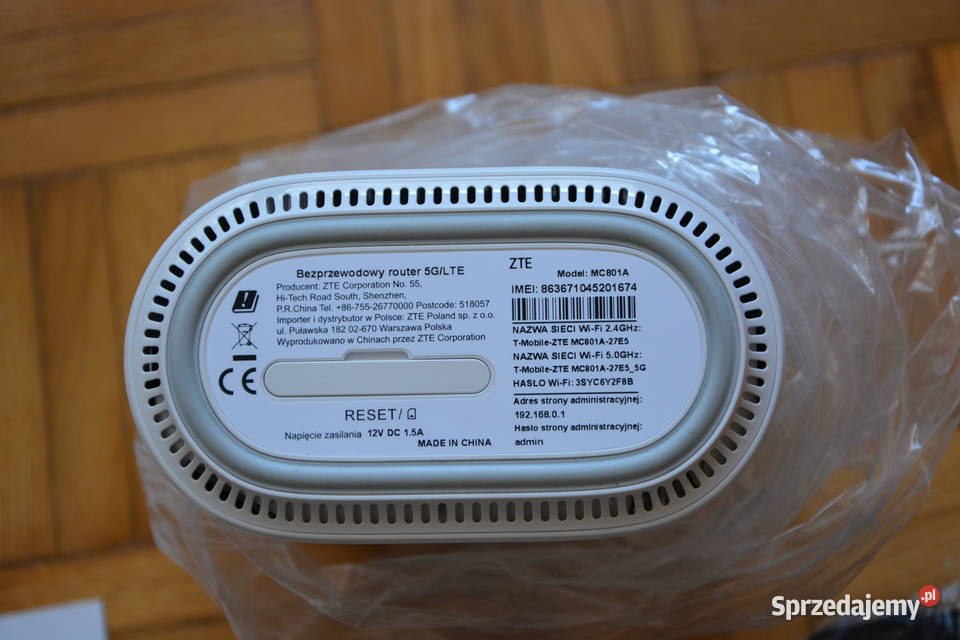 Bezprzewodowy router 5G/LTE
Producent: ZTE Corporation No. 55,
Hi-Tech Road South, Shenzhen,
P.R.China Tel. +86-755-26770000 Postcode: 518057
Importer i dystrybutor w Polsce: ZTE Poland sp. z o.o.
ul. Puławska 182 02-670 Warszawa Polska
Wyprodukowano w Chinach przez ZTE Corporation
CE
RESET/
Napięcie zasilania 12V DC 1.5A
MADE IN CHINA
ZTE
Model: MC801A
IMEI: 863671045201674
NAZWA SIECI Wi-Fi 2.4GHz:
T-Mobile-ZTE MC801A-27E5
NAZWA SIECI Wi-Fi 5.0GHz:
T-Mobile-ZTE MC801A-27E5_5G
HASŁO Wi-Fi: 3SYC6Y2F8B
Adres strony administracyjnej:
192.168.0.1
Hasło strony administracyjnej:
admin
Sprzedajemy.pl